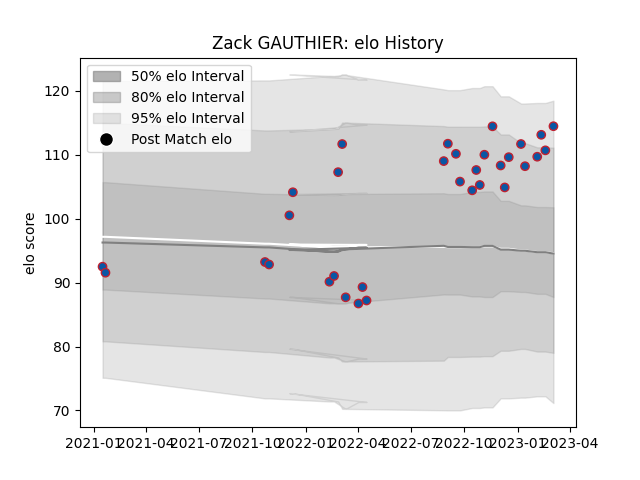 Zack GAUTHIER: elo History
50% elo Interval
80% elo Interval
95% elo Interval
Post Match elo
elo score
120
110
100
90
80
70
2021-01 2021-04 2021-07 2021-10 2022-01 2022-04 2022-07 2022-10 2023-01 2023-04